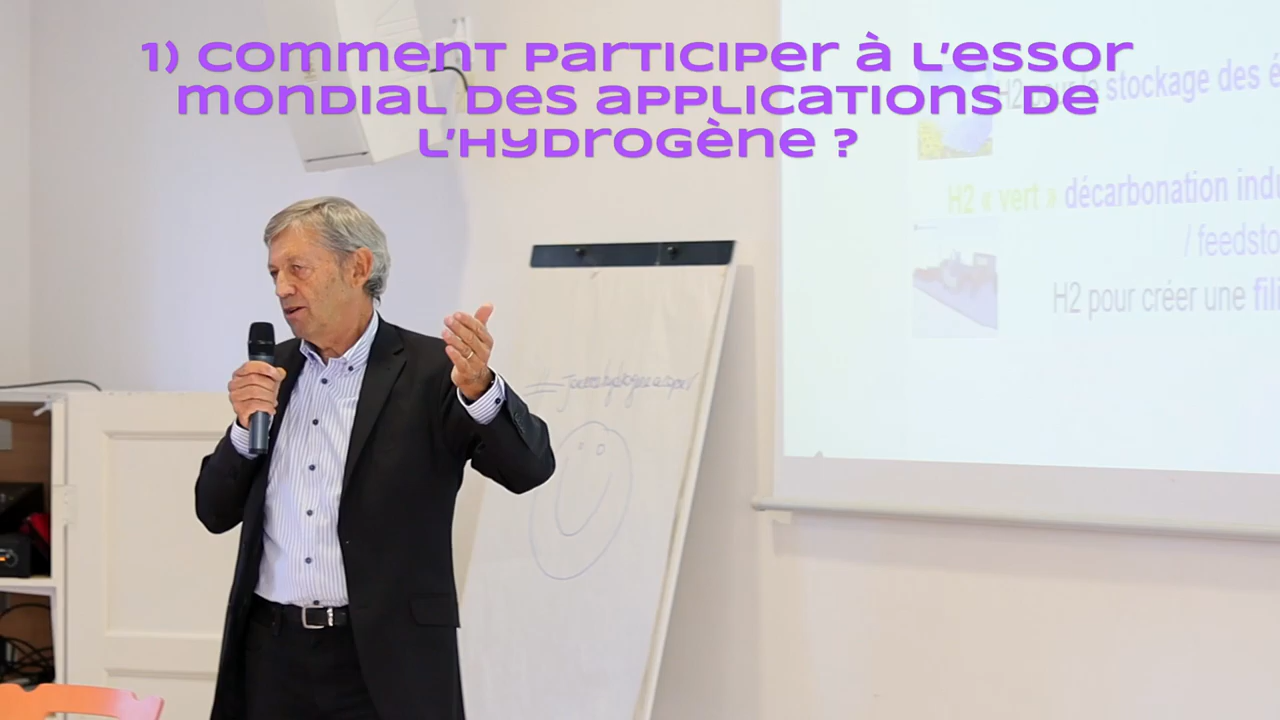 1) Comment participer à l'essor
mondial des applications de
l'hydrogène ?
H2 pour le stockage des é
H2 « vert » décarbonation indu
/ feedsto
H2 pour créer une fili